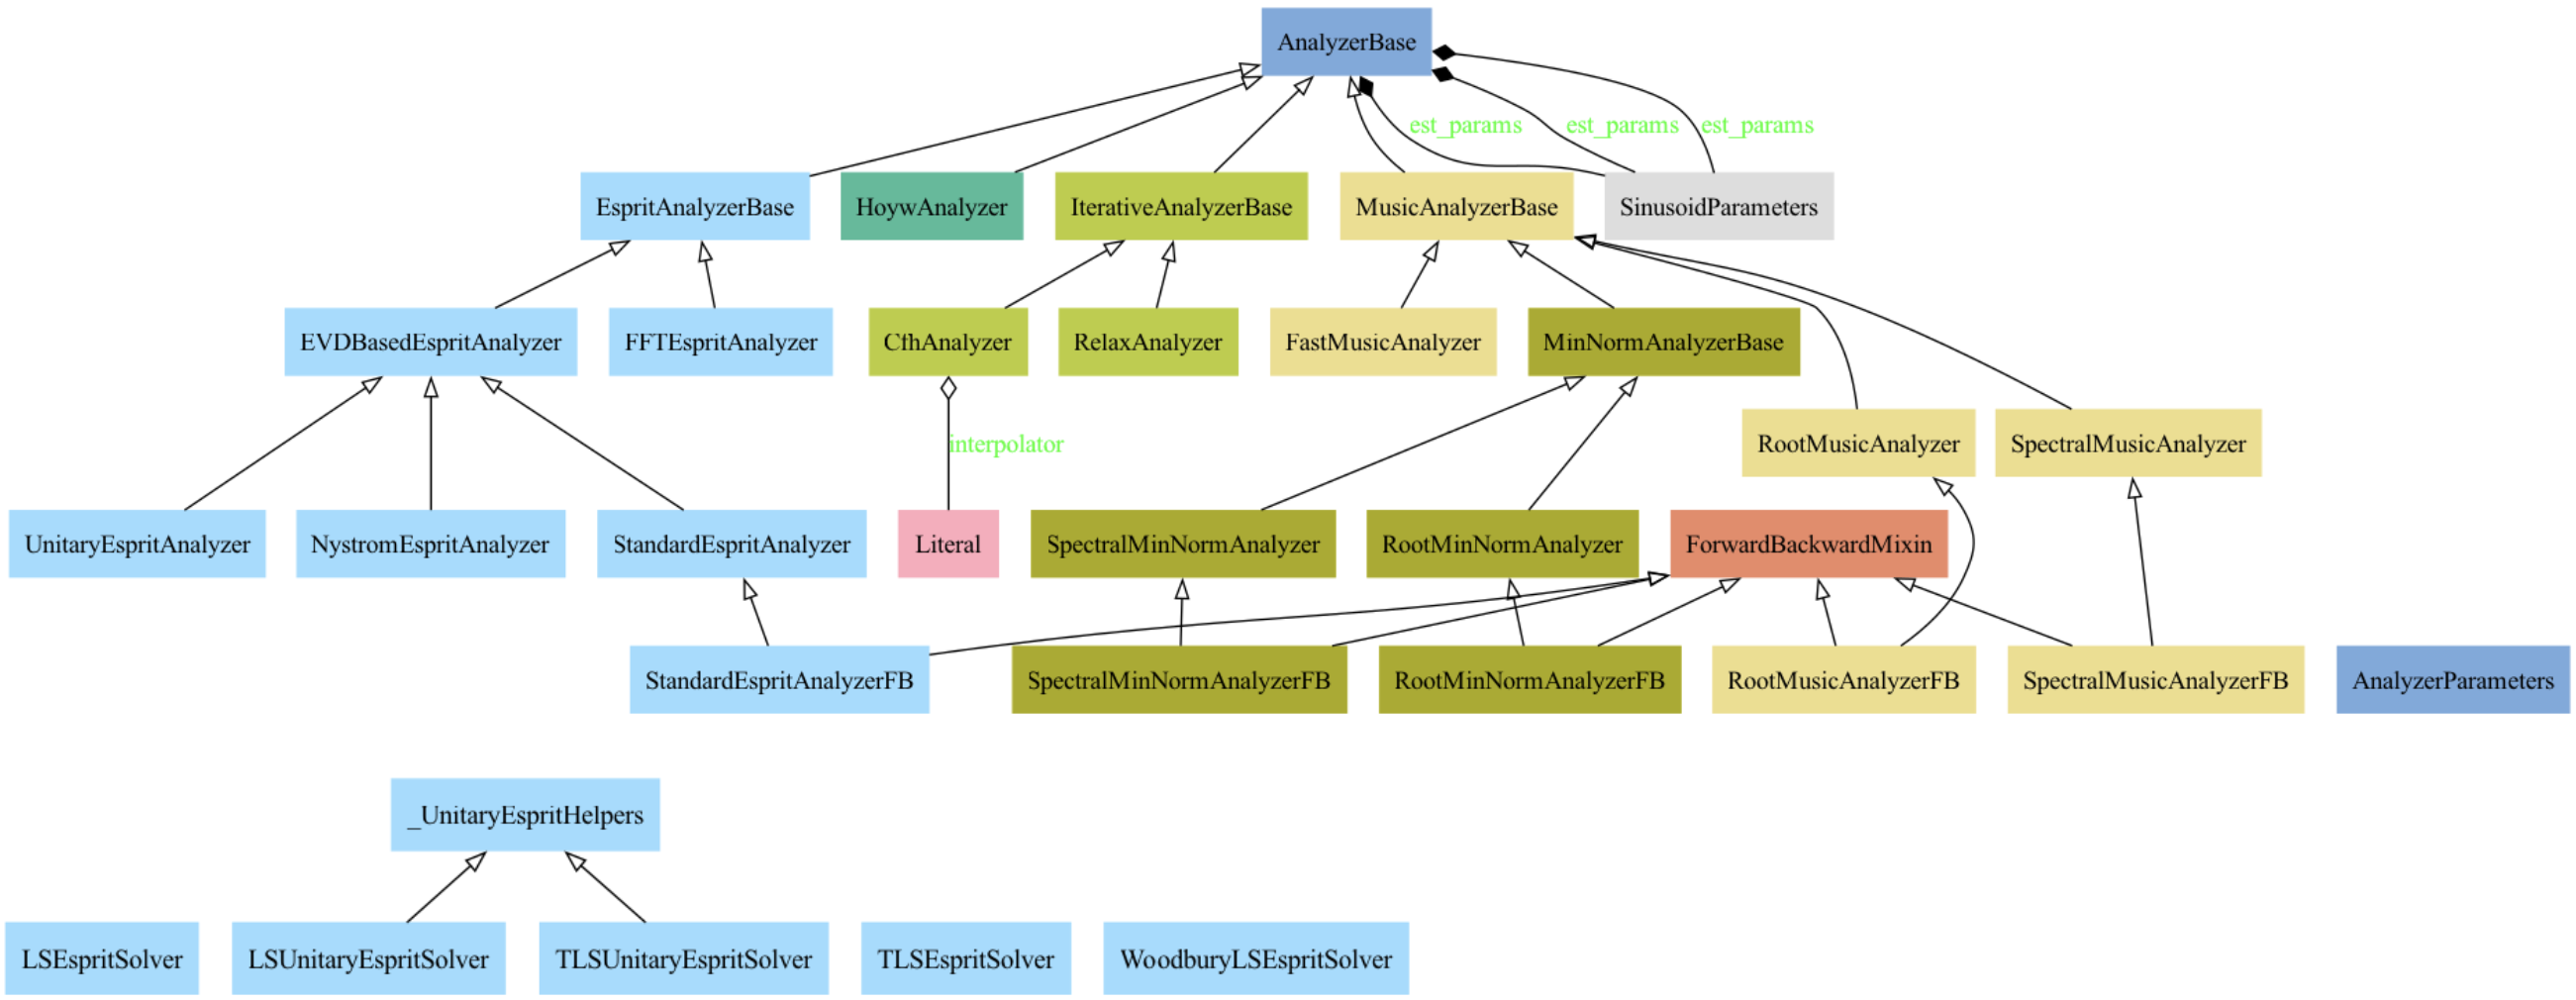 AnalyzerBase
est_params
est_params
est_params
EspritAnalyzerBase
HoywAnalyzer
IterativeAnalyzerBase
MusicAnalyzerBase
SinusoidParameters
EVDBasedEspritAnalyzer
FFTEspritAnalyzer
CfhAnalyzer
RelaxAnalyzer
FastMusicAnalyzer
MinNormAnalyzerBase
interpolator
RootMusicAnalyzer
SpectralMusicAnalyzer
UnitaryEspritAnalyzer
NystromEspritAnalyzer
StandardEspritAnalyzer
Literal
SpectralMinNormAnalyzer
RootMinNormAnalyzer
ForwardBackwardMixin
StandardEspritAnalyzerFB
SpectralMinNormAnalyzerFB
RootMinNormAnalyzerFB
RootMusicAnalyzerFB
SpectralMusicAnalyzerFB
AnalyzerParameters
_UnitaryEspritHelpers
LSEspritSolver
LSUnitaryEspritSolver
TLSUnitaryEspritSolver
TLSEspritSolver
WoodburyLSEspritSolver